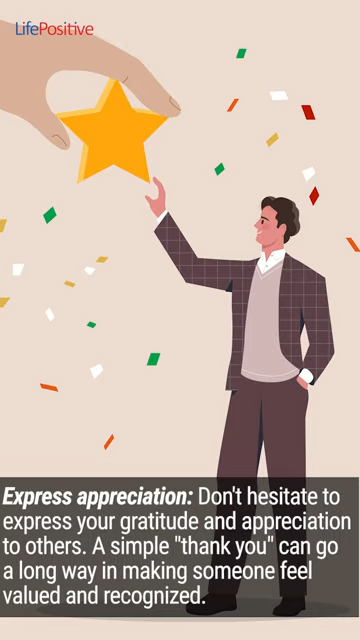 LifePositive
Express appreciation: Don't hesitate to
express your gratitude and appreciation
to others. A simple "thank you" can go
a long way in making someone feel
valued and recognized.